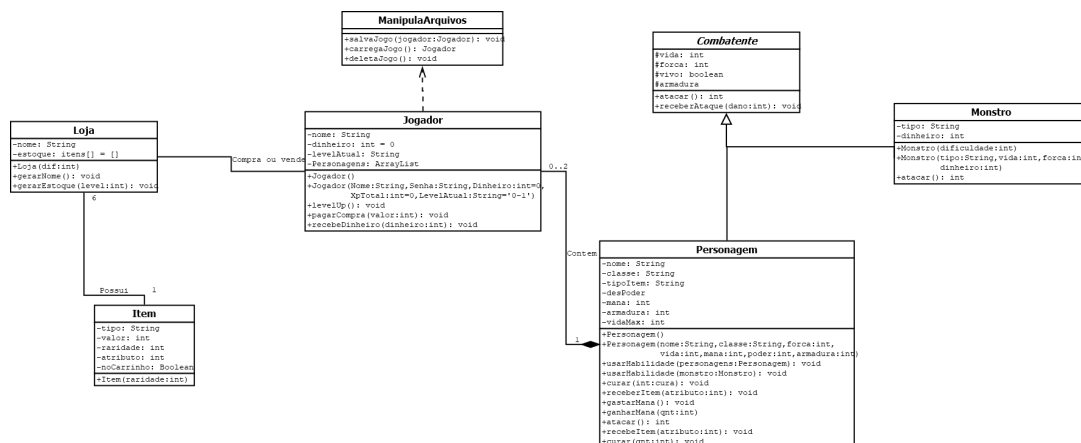 ManipulaArquivos
+salvaJogo(jogador:Jogador): void
+carregaJogo(): Jogador
+deletaJogo(): void
Combatente
#vida: int
#forca: int
#vivo: boolean
#armadura
+atacar(): int
+receberAtaque(dano:int): void
Monstro
-tipo: String
-dinheiro: int
+Monstro(dificuldade:int)
+Monstro(tipo:String,vida:int,forca:in
dinheiro:int)
+atacar(): int
Loja
-nome: String
-estoque: itens[] = []
+Loja(dif:int)
+gerarNome(): void
+gerarEstoque(level:int): void
Compra ou vende
Jogador
-nome: String
-dinheiro: int = 0
-levelAtual: String
-Personagens: ArrayList
+Jogador()
+Jogador(Nome:String,Senha:String,Dinheiro:int=0,
XpTotal:int=0,LevelAtual:String='0-1')
+levelUp(): void
+pagarCompra(valor:int): void
+recebeDinheiro(dinheiro:int): void
0..2
Contem
1
6
Possui
1
Item
-tipo: String
-valor: int
-raridade: int
-atributo: int
-noCarrinho: Boolean
+Item(raridade:int)
Personagem
-nome: String
-classe: String
-tipoItem: String
-desPoder
-mana: int
-armadura: int
-vidaMax: int
+Personagem()
+Personagem(nome:String,classe:String,forca:int,
vida:int,mana:int,poder:int,armadura:int)
+usarHabilidade(personagens:Personagem): void
+usarHabilidade(monstro:Monstro): void
+curar(int:cura): void
+receberItem(atributo:int): void
+gastarMana(): void
+ganharMana(qnt:int)
+atacar(): int
+recebeItem(atributo:int): void
+curar(qnt:int): void